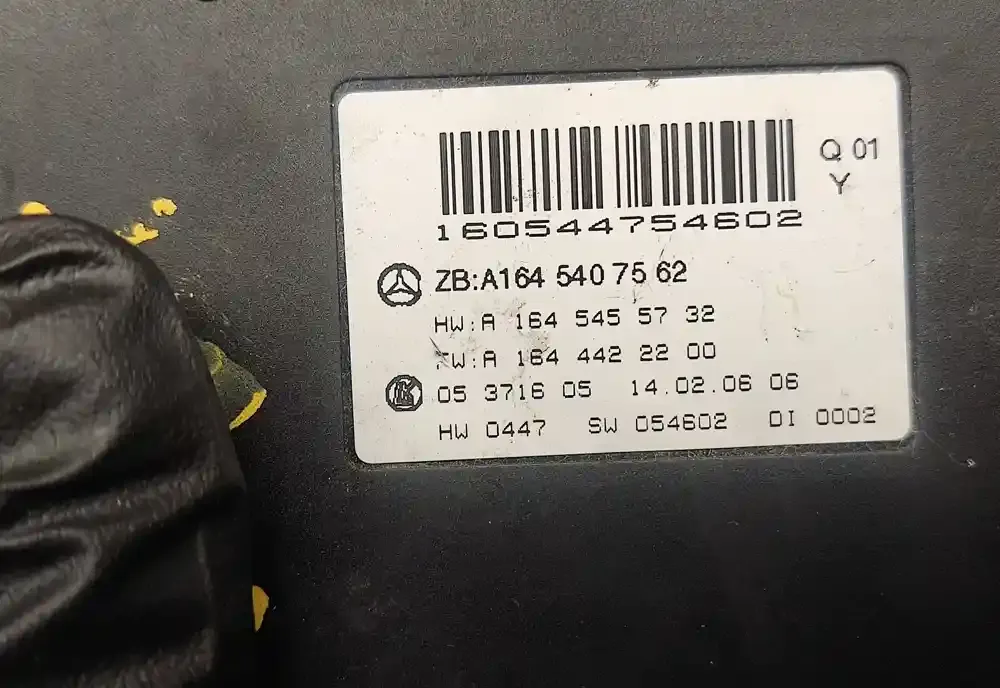 Q 01
Y
160544754602
ZB:A164 540 75 62
HW:A 164 545 57 32
W:A 164 442 22 00
05 3716 05 14.02.06 06
HW 0447 SW 054602 DI 0002